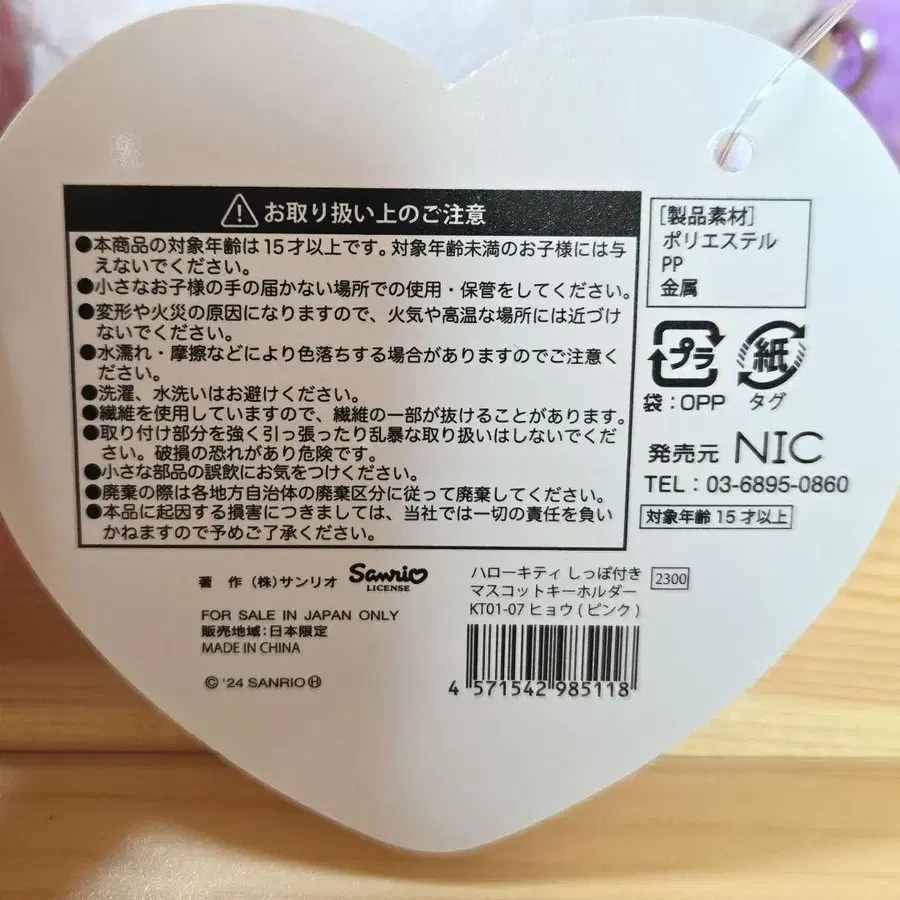 お取り扱い上のご注意
●本商品の対象年齢は15才以上です。対象年齢未満のお子様には与
えないでください。
●小さなお子様の手の届かない場所での使用・保管をしてください。
●変形や火災の原因になりますので、火気や高温な場所には近づけ
ないでください。
●水濡れ・摩擦などにより色落ちする場合がありますのでご注意く
ださい。
●洗濯、水洗いはお避けください。
●繊維を使用していますので、繊維の一部が抜けることがあります。
●取り付け部分を強く引っ張ったり乱暴な取り扱いはしないでくだ
さい。破損の恐れがあり危険です。
●小さな部品の誤飲にお気をつけください。
●廃棄の際は各地方自治体の廃棄区分に従って廃棄してください。
●本品に起因する損害につきましては、当社では一切の責任を負い
かねますので予めご了承ください。
[製品素材]
ポリエステル
PP
金属
プラ 紙
袋：OPP タグ
発売元 NIC
TEL：03-6895-0860
対象年齢15才以上
著 作 (株)サンリオ Sanrio
LICENSE
FOR SALE IN JAPAN ONLY
販売地域:日本限定
MADE IN CHINA
© '24 SANRIO Ⓗ
ハローキティ しっぽ付き 2300
マスコットキーホルダー
KT01-07 ヒョウ(ピンク)
4 571542 985118